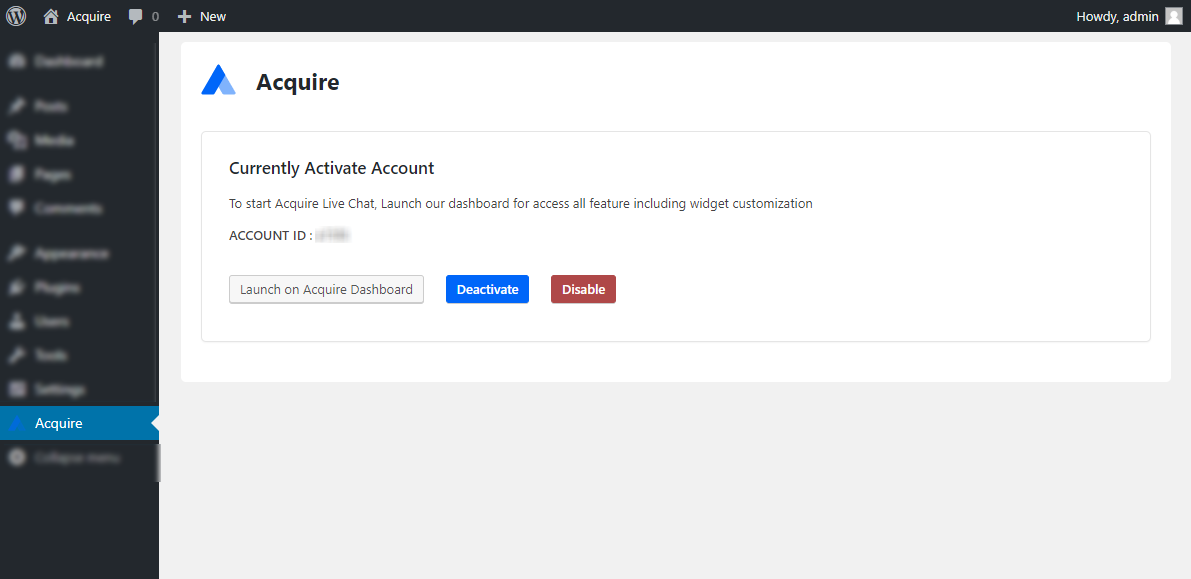 Acquire 0 New Howdy, admin
Dashboard
Posts
Media
Pages
Comments
Appearance
Plugins
Users
Tools
Settings
Acquire
Collapse menu
Acquire
Currently Activate Account
To start Acquire Live Chat, Launch our dashboard for access all feature including widget customization
ACCOUNT ID :
Launch on Acquire Dashboard Deactivate Disable